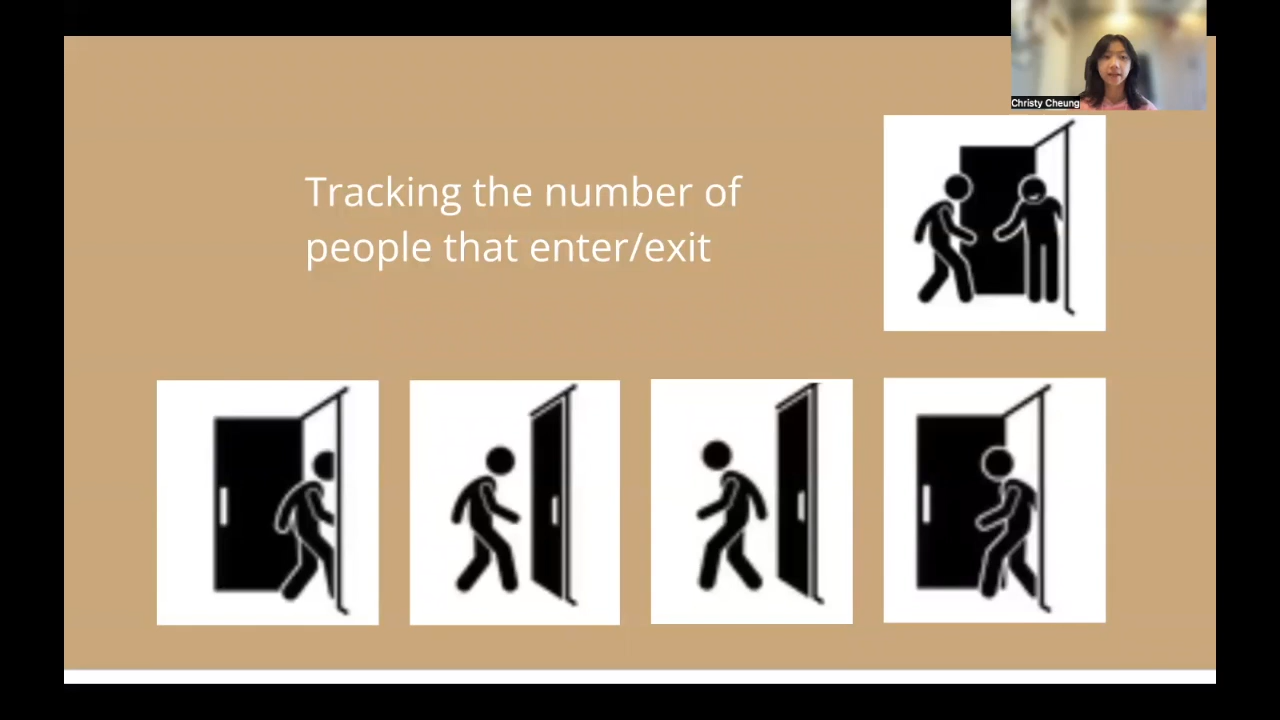 Christy Cheung
Tracking the number of
people that enter/exit